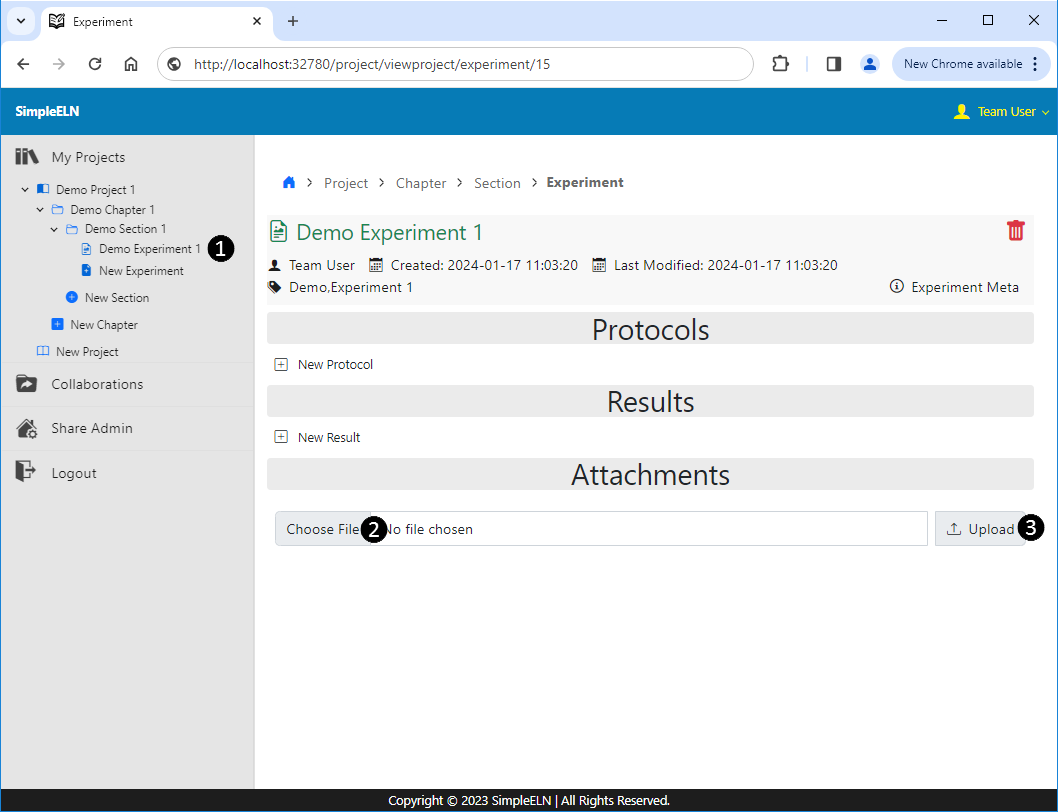 Experiment
http://localhost:32780/project/viewproject/experiment/15
New Chrome available
SimpleELN
Team User
My Projects
Demo Project 1
Demo Chapter 1
Demo Section 1
Demo Experiment 1
1
New Experiment
New Section
New Chapter
New Project
Collaborations
Share Admin
Logout
Project > Chapter > Section > Experiment
Demo Experiment 1
Team User Created: 2024-01-17 11:03:20 Last Modified: 2024-01-17 11:03:20
Demo,Experiment 1 Experiment Meta
Protocols
New Protocol
Results
New Result
Attachments
Choose File 2 No file chosen Upload 3
Copyright © 2023 SimpleELN | All Rights Reserved.